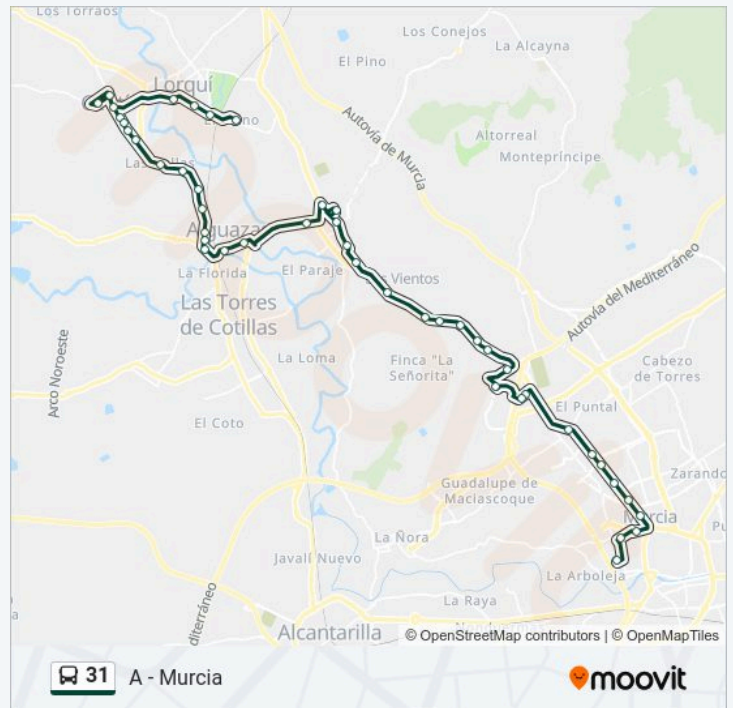 Los Torraos
Los Conejos
La Alcayna
El Pino
Lorquí
Autovía de Murcia
Altorreal
Monteprincipe
Alguazas
La Florida
El Paraje
Vientos
Las Torres
de Cotillas
Autovía del Mediterráneo
Arco Noroeste
La Loma
Finca "La
Señorita"
Cabezo
de Torres
El Coto
El Puntal
Guadalupe de
Maciascoque
Zarando
Murcia
La Ñora
Javalí Nuevo
La Arboleja
La Raya
diterráneo
Alcantarilla
© OpenStreetMap contributors | © OpenMapTiles
31 A - Murcia
moovit